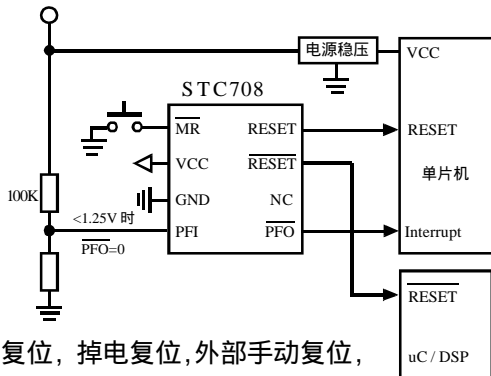 电源稳压
VCC
STC708
MR
RESET
RESET
VCC
RESET
单片机
GND
NC
100K
<1.25V 时
PFI
PFO
Interrupt
PFO=0
RESET
复位, 掉电复位,外部手动复位,
uC / DSP